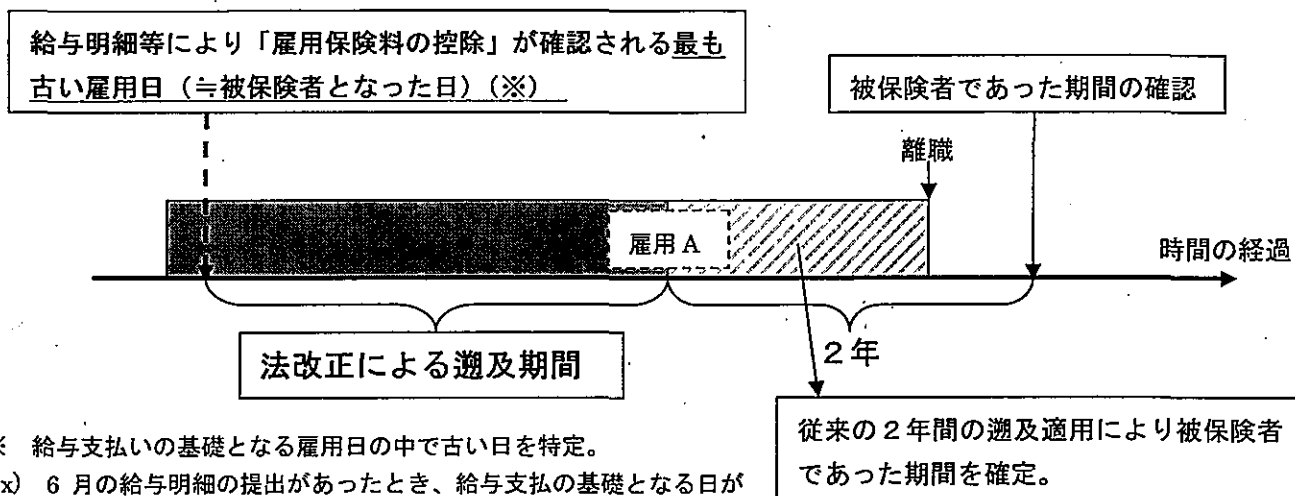 給与明細等により「雇用保険料の控除」が確認される最も
古い雇用日（≒被保険者となった日）（※）
被保険者であった期間の確認
離職
雇用A
時間の経過
法改正による遡及期間
2年
従来の2年間の遡及適用により被保険者
であった期間を確定。
※ 給与支払いの基礎となる雇用日の中で古い日を特定。
x) 6月の給与明細の提出があったとき、給与支払の基礎となる日が